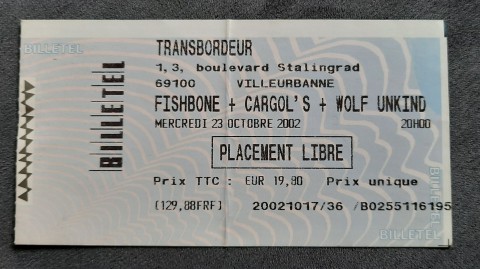 BILLETEL
BILLETEL
TRANSBORDEUR
1,3, boulevard Stalingrad
69100 VILLEURBANNE
FISHBONE + CARGOL'S + WOLF UNKIND
MERCREDI 23 OCTOBRE 2002 20H00
PLACEMENT LIBRE
Prix TTC : EUR 19,80 Prix unique
(129,88FRF) 20021017/36 /B0255116195
BILLETEL
BILLETEL